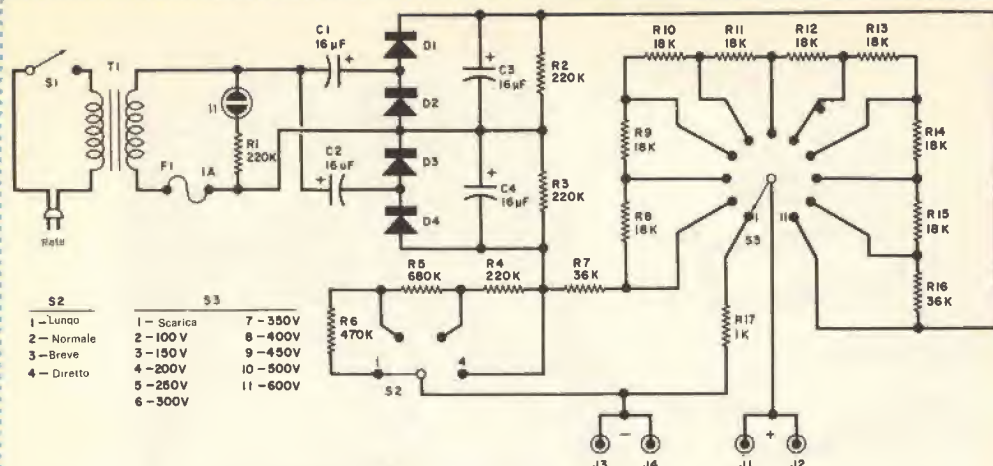 S1
T1
Rete
F1
1A
I1
R1
220K
C1
16µF
+
C2
16µF
+
D1
D2
D3
D4
+
C3
16µF
+
C4
16µF
R2
220K
R3
220K
R10
18K
R11
18K
R12
18K
R13
18K
R9
18K
R8
18K
R14
18K
R15
18K
R16
36K
1
11
S3
R7
36K
R5
680K
R4
220K
R6
470K
1
4
S2
R17
1K
S2
1 – Lungo
2 – Normale
3 – Breve
4 – Diretto
S3
1 – Scarica
2 – 100V
3 – 150V
4 – 200V
5 – 250V
6 – 300V
7 – 350V
8 – 400V
9 – 450V
10 – 500V
11 – 600V
–
+
J3
J4
J1
J2